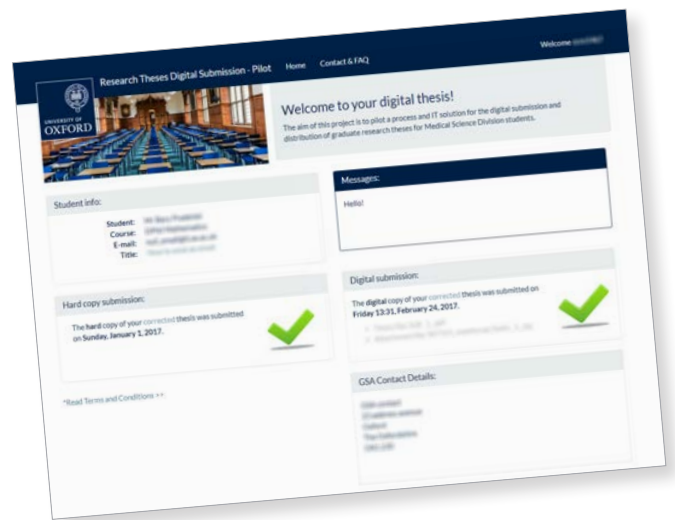 Research Theses Digital Submission - Pilot
Home
Contact & FAQ
Welcome
UNIVERSITY OF
OXFORD
Welcome to your digital thesis!
The aim of this project is to pilot a process and IT solution for the digital submission and
distribution of graduate research theses for Medical Science Division students.
Student info:
Student:
Course:
E-mail:
Title:
Messages:
Hello!
Hard copy submission:
The hard copy of your corrected thesis was submitted
on Sunday, January 1, 2017.
Digital submission:
The digital copy of your corrected thesis was submitted on
Friday 13:31, February 24, 2017.
*Read Terms and Conditions >>
GSA Contact Details: